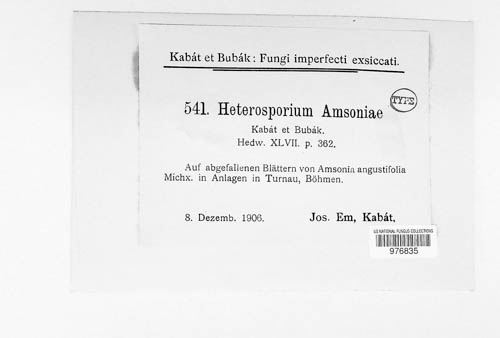 Kabát et Bubák: Fungi imperfecti exsiccati.
541. Heterosporium Amsoniae
TYPE
Kabát et Bubák.
Hedw. XLVII. p. 362.
Auf abgefallenen Blättern von Amsonia angustifolia
Michx. in Anlagen in Turnau, Böhmen.
8. Dezemb. 1906.
Jos. Em, Kabát.
US NATIONAL FUNGUS COLLECTIONS
976835